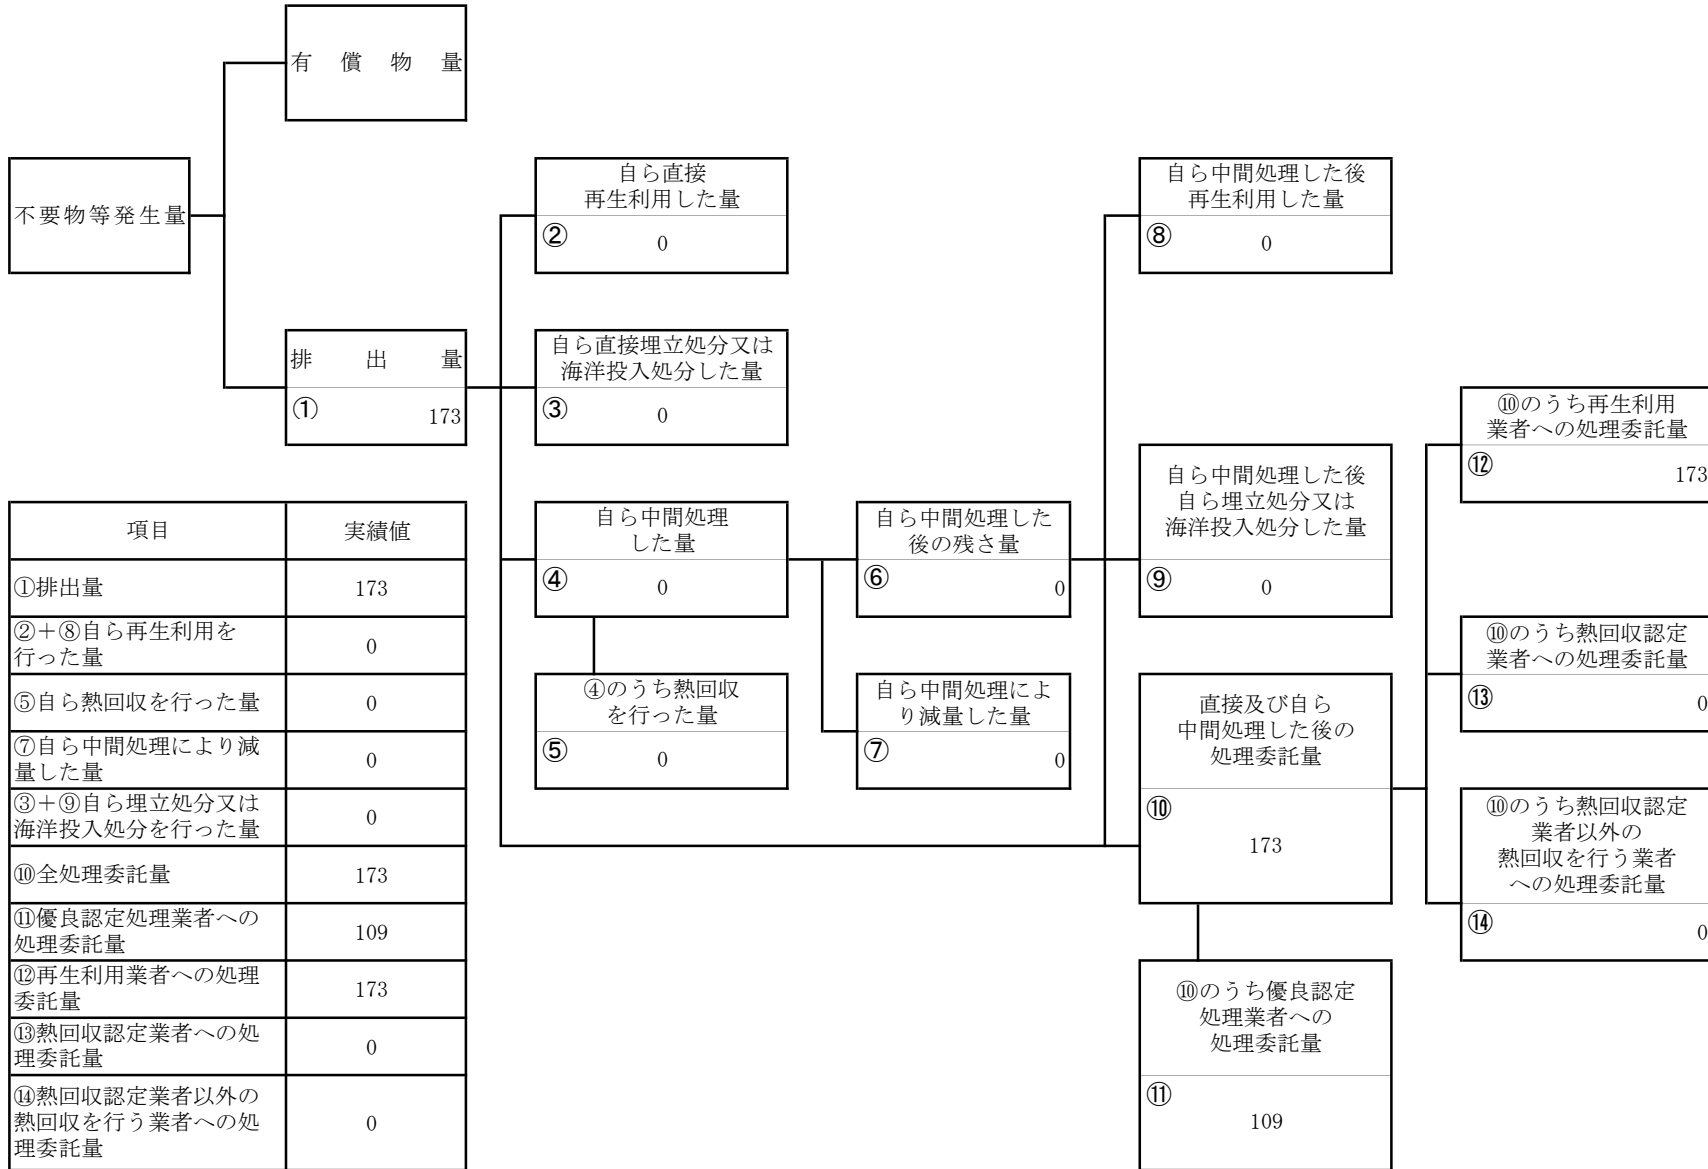 有償物量
不要物等発生量
排出量
① 173
自ら直接
再生利用した量
② 0
自ら直接埋立処分又は
海洋投入処分した量
③ 0
自ら中間処理
した量
④ 0
④のうち熱回収
を行った量
⑤ 0
自ら中間処理した
後の残さ量
⑥ 0
自ら中間処理によ
り減量した量
⑦ 0
自ら中間処理した後
再生利用した量
⑧ 0
自ら中間処理した後
自ら埋立処分又は
海洋投入処分した量
⑨ 0
直接及び自ら
中間処理した後の
処理委託量
⑩
173
⑩のうち優良認定
処理業者への
処理委託量
⑪
109
⑩のうち再生利用
業者への処理委託量
⑫ 173
⑩のうち熱回収認定
業者への処理委託量
⑬ 0
⑩のうち熱回収認定
業者以外の
熱回収を行う業者
への処理委託量
⑭ 0
項目 実績値
①排出量 173
②+⑧自ら再生利用を
行った量 0
⑤自ら熱回収を行った量 0
⑦自ら中間処理により減
量した量 0
③+⑨自ら埋立処分又は
海洋投入処分を行った量 0
⑩全処理委託量 173
⑪優良認定処理業者への
処理委託量 109
⑫再生利用業者への処理
委託量 173
⑬熱回収認定業者への処
理委託量 0
⑭熱回収認定業者以外の
熱回収を行う業者への処
理委託量 0